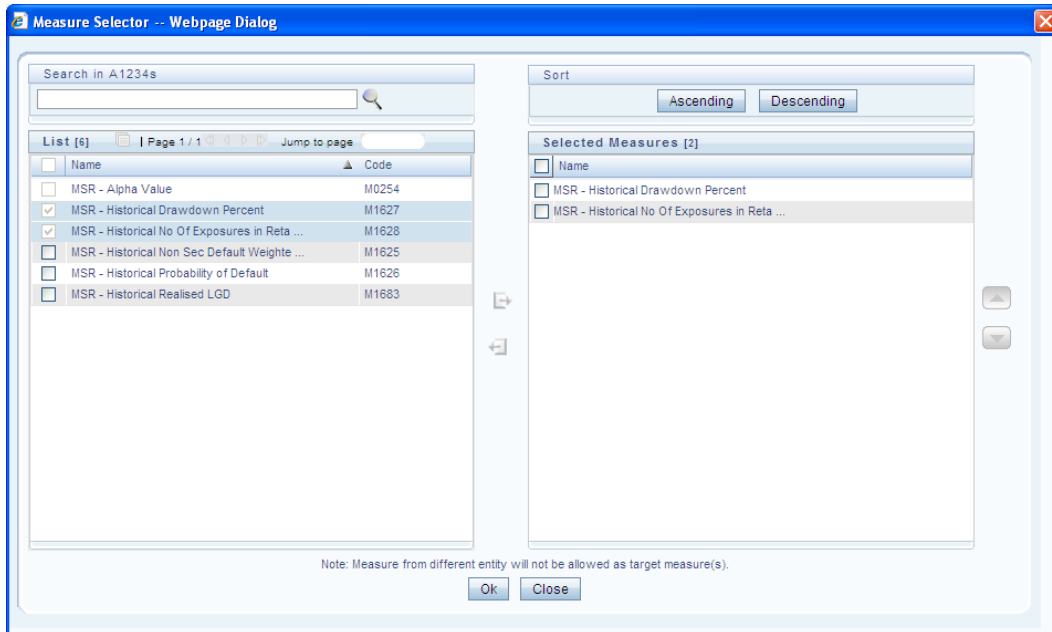 Measure Selector -- Webpage Dialog
Search in A1234s
List [6] | Page 1 / 1 Jump to page
Name Code
MSR - Alpha Value M0254
MSR - Historical Drawdown Percent M1627
MSR - Historical No Of Exposures in Reta ... M1628
MSR - Historical Non Sec Default Weighte ... M1625
MSR - Historical Probability of Default M1626
MSR - Historical Realised LGD M1683
Sort
Ascending Descending
Selected Measures [2]
Name
MSR - Historical Drawdown Percent
MSR - Historical No Of Exposures in Reta ...
Note: Measure from different entity will not be allowed as target measure(s).
Ok Close